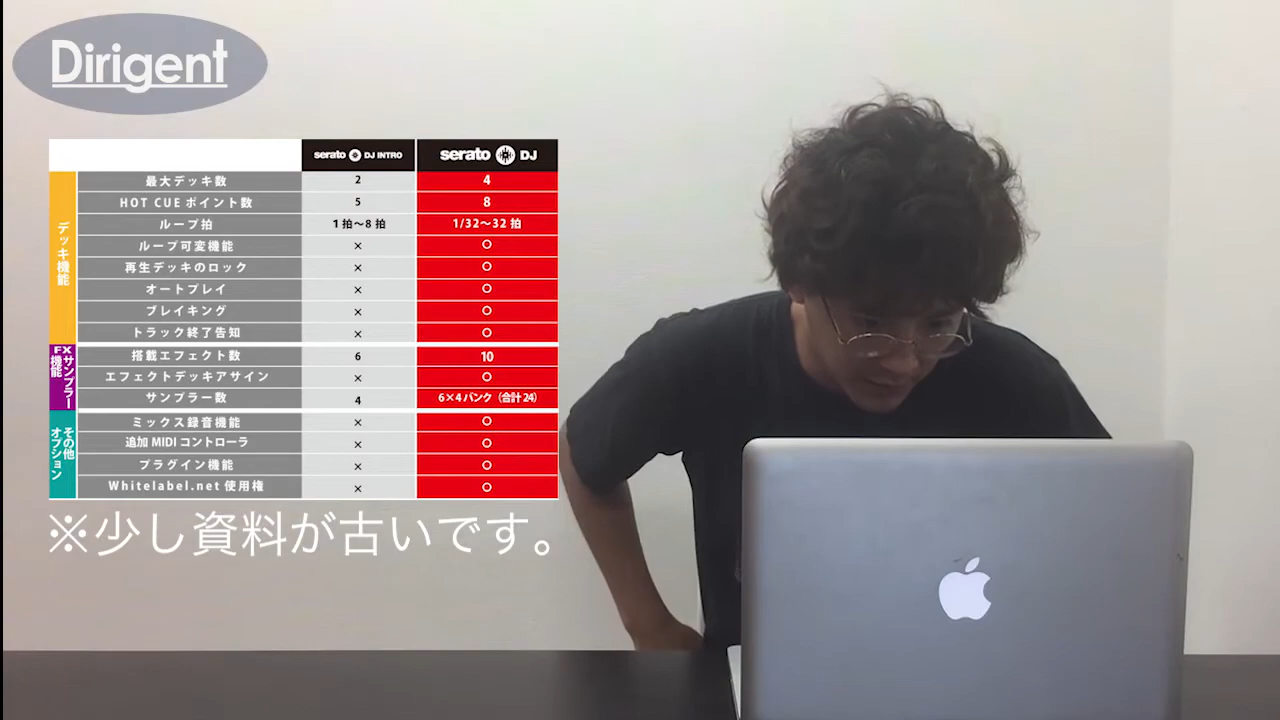 Dirigent
serato DJ INTRO serato DJ
デッキ機能
最大デッキ数 2 4
HOT CUE ポイント数 5 8
ループ拍 1拍〜8拍 1/32〜32拍
ループ可変機能 × ○
再生デッキのロック × ○
オートプレイ × ○
ブレイキング × ○
トラック終了告知 × ○
FX機能 サンプラー
搭載エフェクト数 6 10
エフェクトデッキアサイン × ○
サンプラー数 4 6×4バンク（合計24）
その他オプション
ミックス録音機能 × ○
追加MIDIコントローラ × ○
プラグイン機能 × ○
Whitelabel.net 使用権 × ○
※少し資料が古いです。